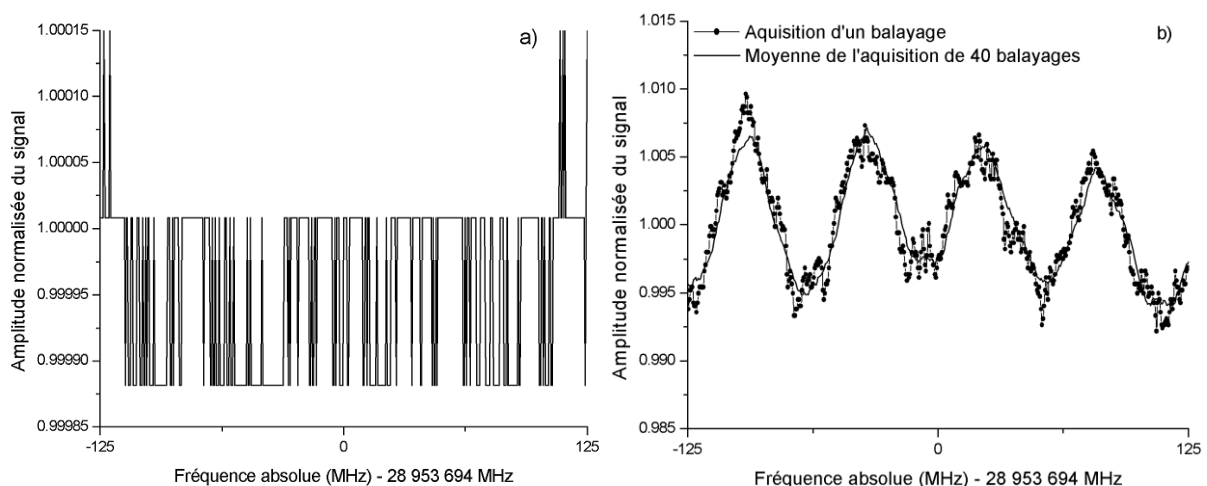 a)
Amplitude normalisée du signal
1.00015
1.00010
1.00005
1.00000
0.99995
0.99990
0.99985
-125
0
125
Fréquence absolue (MHz) - 28 953 694 MHz
b)
Aquisition d'un balayage
Moyenne de l'aquisition de 40 balayages
Amplitude normalisée du signal
1.015
1.010
1.005
1.000
0.995
0.990
0.985
-125
0
125
Fréquence absolue (MHz) - 28 953 694 MHz